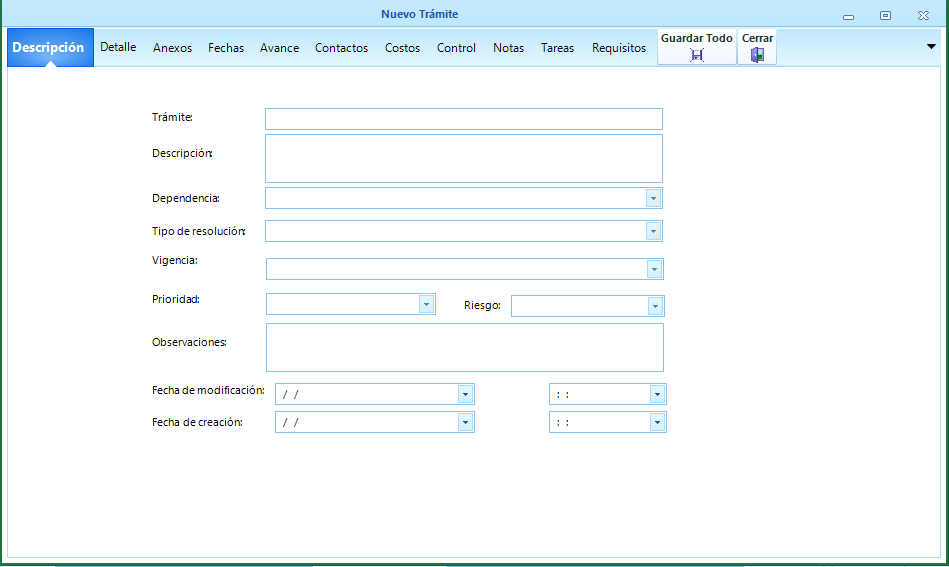 Nuevo Trámite
Descripción Detalle Anexos Fechas Avance Contactos Costos Control Notas Tareas Requisitos Guardar Todo Cerrar
Trámite:
Descripción:
Dependencia:
Tipo de resolución:
Vigencia:
Prioridad: Riesgo:
Observaciones:
Fecha de modificación: / / : :
Fecha de creación: / / : :